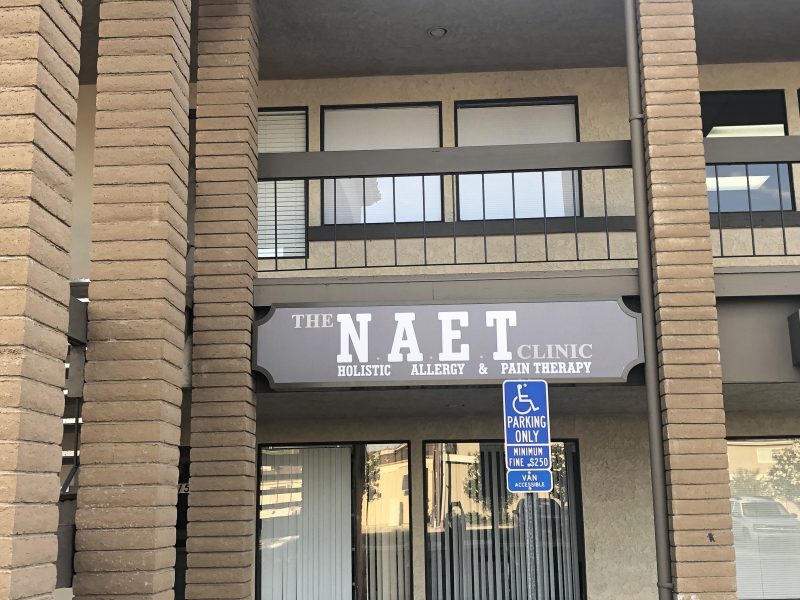 THE N.A.E.T CLINIC
HOLISTIC ALLERGY & PAIN THERAPY
PARKING
ONLY
MINIMUM
FINE $250
VAN
ACCESSIBLE